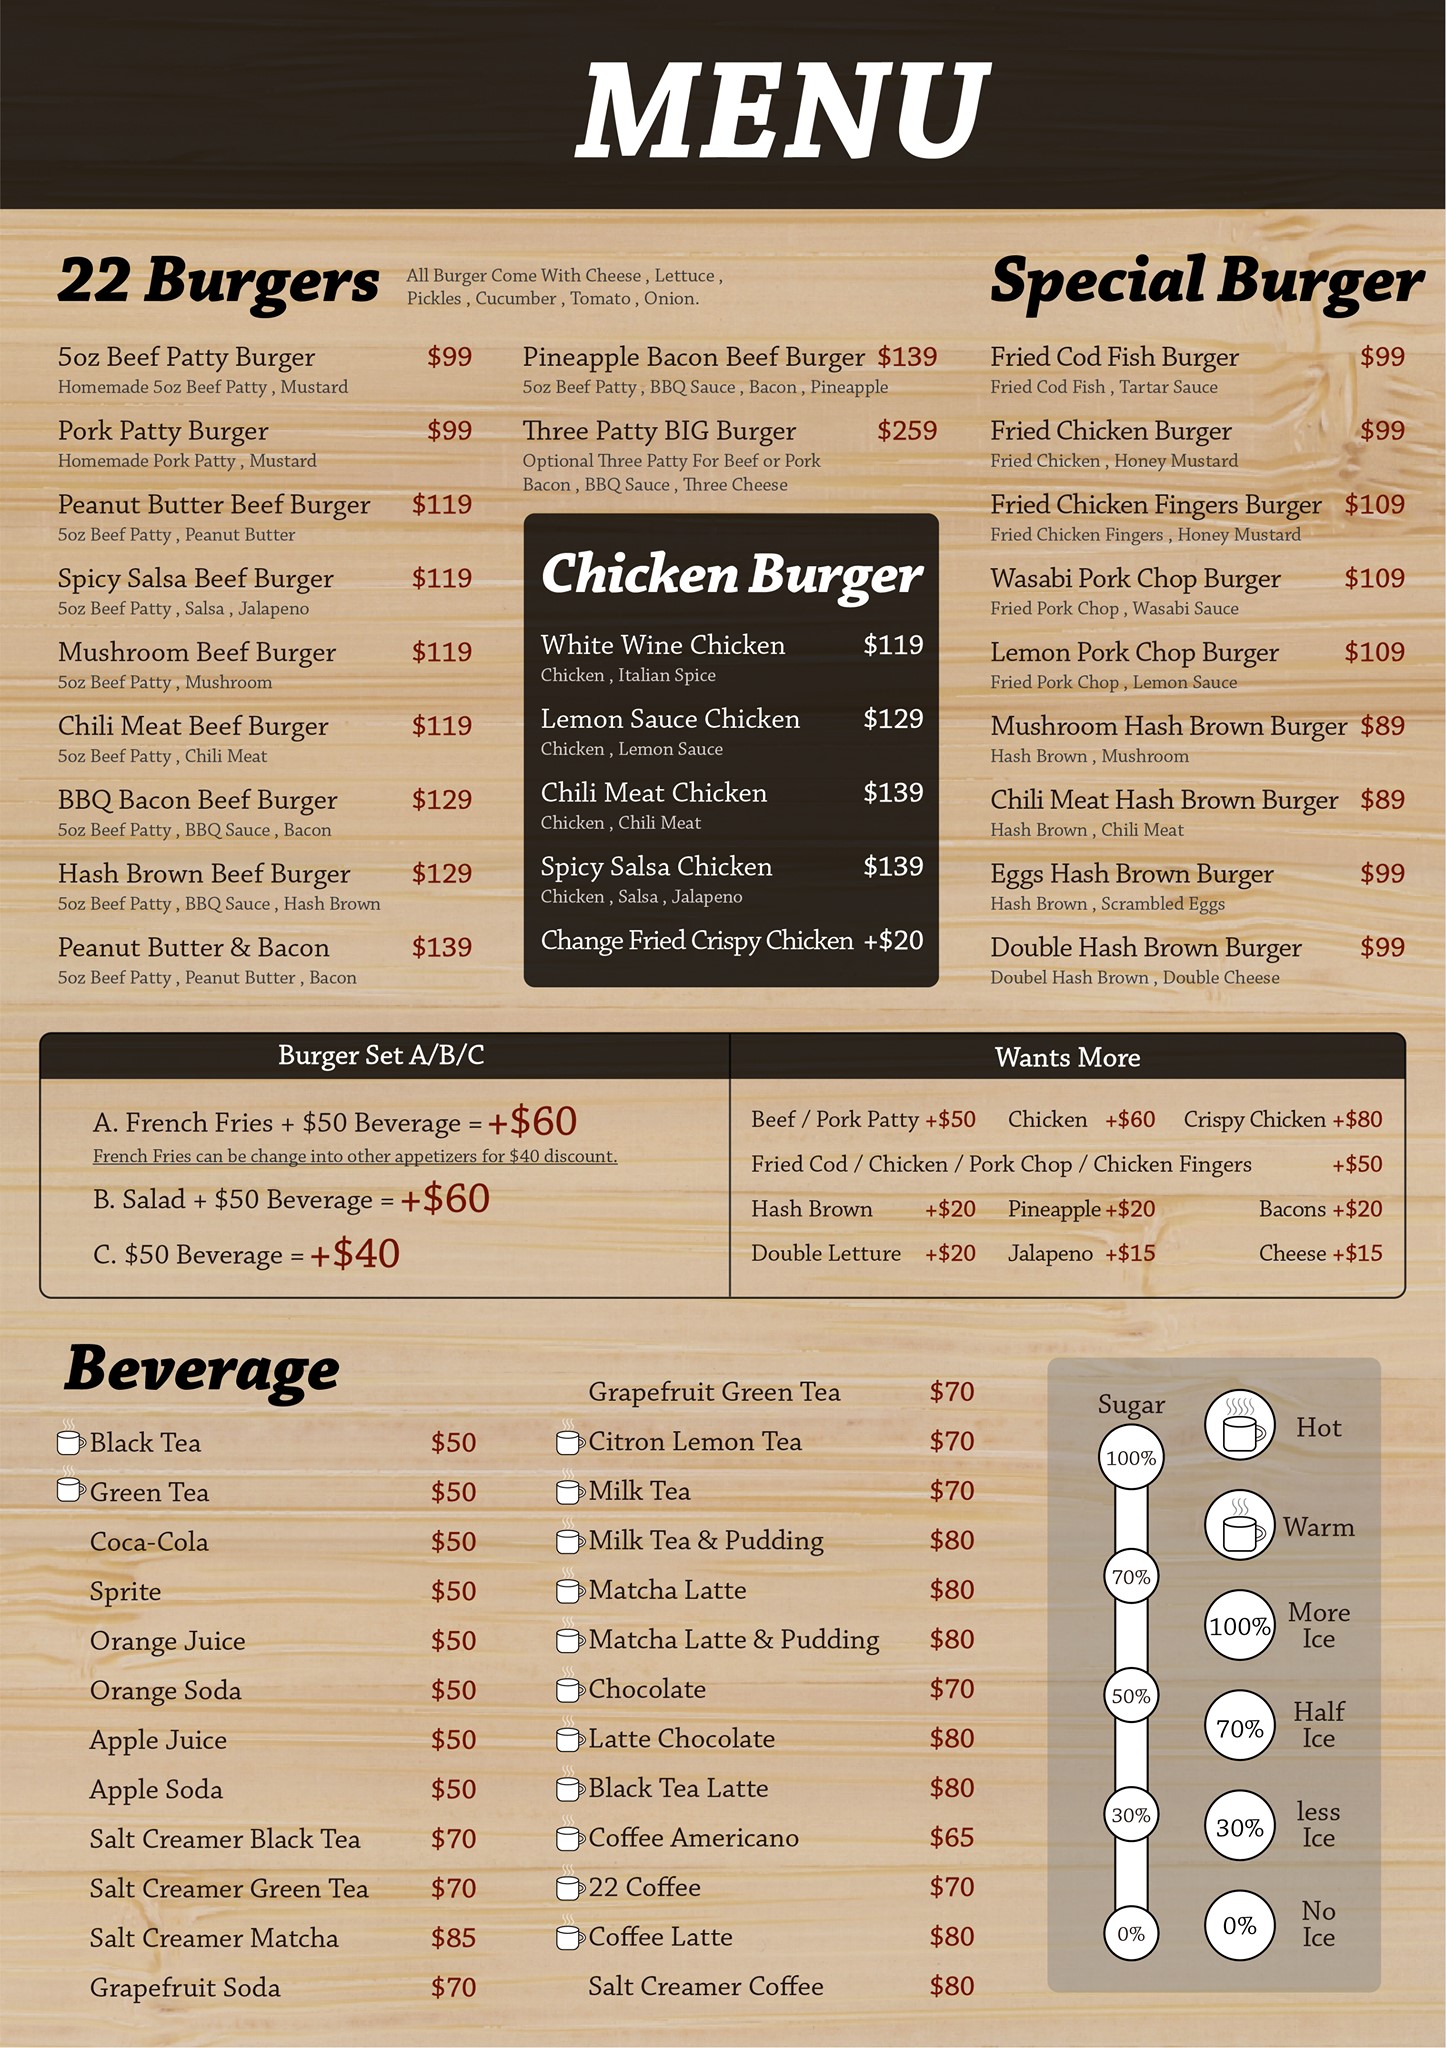 MENU
22 Burgers
All Burger Come With Cheese , Lettuce ,
Pickles , Cucumber , Tomato , Onion.
5oz Beef Patty Burger $99
Homemade 5oz Beef Patty , Mustard
Pork Patty Burger $99
Homemade Pork Patty , Mustard
Peanut Butter Beef Burger $119
5oz Beef Patty , Peanut Butter
Spicy Salsa Beef Burger $119
5oz Beef Patty , Salsa , Jalapeno
Mushroom Beef Burger $119
5oz Beef Patty , Mushroom
Chili Meat Beef Burger $119
5oz Beef Patty , Chili Meat
BBQ Bacon Beef Burger $129
5oz Beef Patty , BBQ Sauce , Bacon
Hash Brown Beef Burger $129
5oz Beef Patty , BBQ Sauce , Hash Brown
Peanut Butter & Bacon $139
5oz Beef Patty , Peanut Butter , Bacon
Pineapple Bacon Beef Burger $139
5oz Beef Patty , BBQ Sauce , Bacon , Pineapple
Three Patty BIG Burger $259
Optional Three Patty For Beef or Pork
Bacon , BBQ Sauce , Three Cheese
Chicken Burger
White Wine Chicken $119
Chicken , Italian Spice
Lemon Sauce Chicken $129
Chicken , Lemon Sauce
Chili Meat Chicken $139
Chicken , Chili Meat
Spicy Salsa Chicken $139
Chicken , Salsa , Jalapeno
Change Fried Crispy Chicken +$20
Special Burger
Fried Cod Fish Burger $99
Fried Cod Fish , Tartar Sauce
Fried Chicken Burger $99
Fried Chicken , Honey Mustard
Fried Chicken Fingers Burger $109
Fried Chicken Fingers , Honey Mustard
Wasabi Pork Chop Burger $109
Fried Pork Chop , Wasabi Sauce
Lemon Pork Chop Burger $109
Fried Pork Chop , Lemon Sauce
Mushroom Hash Brown Burger $89
Hash Brown , Mushroom
Chili Meat Hash Brown Burger $89
Hash Brown , Chili Meat
Eggs Hash Brown Burger $99
Hash Brown , Scrambled Eggs
Double Hash Brown Burger $99
Doubel Hash Brown , Double Cheese
Burger Set A/B/C
A. French Fries + $50 Beverage = +$60
French Fries can be change into other appetizers for $40 discount.
B. Salad + $50 Beverage = +$60
C. $50 Beverage = +$40
Wants More
Beef / Pork Patty +$50 Chicken +$60 Crispy Chicken +$80
Fried Cod / Chicken / Pork Chop / Chicken Fingers +$50
Hash Brown +$20 Pineapple +$20 Bacons +$20
Double Letture +$20 Jalapeno +$15 Cheese +$15
Beverage
Black Tea $50
Green Tea $50
Coca-Cola $50
Sprite $50
Orange Juice $50
Orange Soda $50
Apple Juice $50
Apple Soda $50
Salt Creamer Black Tea $70
Salt Creamer Green Tea $70
Salt Creamer Matcha $85
Grapefruit Soda $70
Grapefruit Green Tea $70
Citron Lemon Tea $70
Milk Tea $70
Milk Tea & Pudding $80
Matcha Latte $80
Matcha Latte & Pudding $80
Chocolate $70
Latte Chocolate $80
Black Tea Latte $80
Coffee Americano $65
22 Coffee $70
Coffee Latte $80
Salt Creamer Coffee $80
Sugar
100%
70%
50%
30%
0%
Hot
Warm
100% More
Ice
70% Half
Ice
30% less
Ice
0% No
Ice